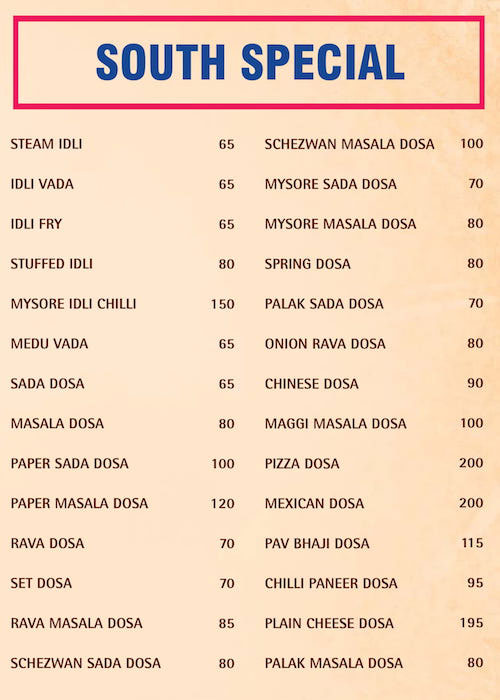 SOUTH SPECIAL
STEAM IDLI 65
IDLI VADA 65
IDLI FRY 65
STUFFED IDLI 80
MYSORE IDLI CHILLI 150
MEDU VADA 65
SADA DOSA 65
MASALA DOSA 80
PAPER SADA DOSA 100
PAPER MASALA DOSA 120
RAVA DOSA 70
SET DOSA 70
RAVA MASALA DOSA 85
SCHEZWAN SADA DOSA 80
SCHEZWAN MASALA DOSA 100
MYSORE SADA DOSA 70
MYSORE MASALA DOSA 80
SPRING DOSA 80
PALAK SADA DOSA 70
ONION RAVA DOSA 80
CHINESE DOSA 90
MAGGI MASALA DOSA 100
PIZZA DOSA 200
MEXICAN DOSA 200
PAV BHAJI DOSA 115
CHILLI PANEER DOSA 95
PLAIN CHEESE DOSA 195
PALAK MASALA DOSA 80